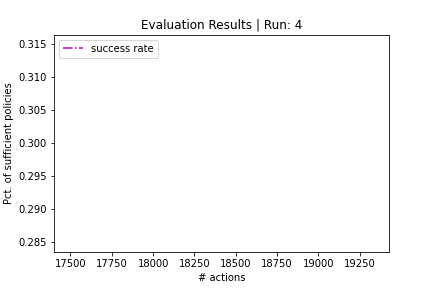 Evaluation Results | Run: 4
success rate
Pct. of sufficient policies
0.315
0.310
0.305
0.300
0.295
0.290
0.285
17500 17750 18000 18250 18500 18750 19000 19250
# actions